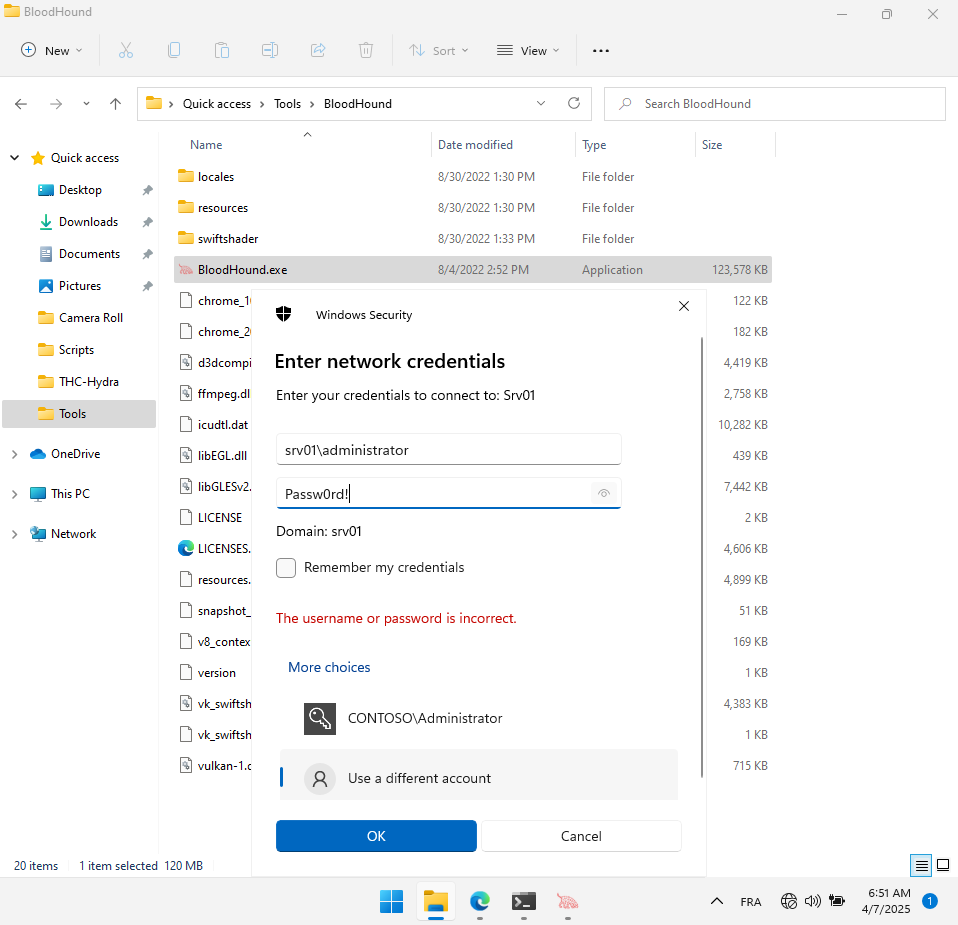 BloodHound
New Sort View
Quick access Tools BloodHound Search BloodHound
Name Date modified Type Size
Quick access
Desktop
Downloads
Documents
Pictures
Camera Roll
Scripts
THC-Hydra
Tools
OneDrive
This PC
Network
locales 8/30/2022 1:30 PM File folder
resources 8/30/2022 1:30 PM File folder
swiftshader 8/30/2022 1:33 PM File folder
BloodHound.exe 8/4/2022 2:52 PM Application 123,578 KB
chrome_1 122 KB
chrome_2 182 KB
d3dcompi 4,419 KB
ffmpeg.dl 2,758 KB
icudtl.dat 10,282 KB
libEGL.dll 439 KB
libGLESv2. 7,442 KB
LICENSE 2 KB
LICENSES. 4,606 KB
resources. 4,899 KB
snapshot_ 51 KB
v8_contex 169 KB
version 1 KB
vk_swiftsh 4,383 KB
vk_swiftsh 1 KB
vulkan-1. 715 KB
Windows Security
Enter network credentials
Enter your credentials to connect to: Srv01
srv01\administrator
Passw0rd!
Domain: srv01
Remember my credentials
The username or password is incorrect.
More choices
CONTOSO\Administrator
Use a different account
OK Cancel
20 items 1 item selected 120 MB
FRA
6:51 AM
4/7/2025
1